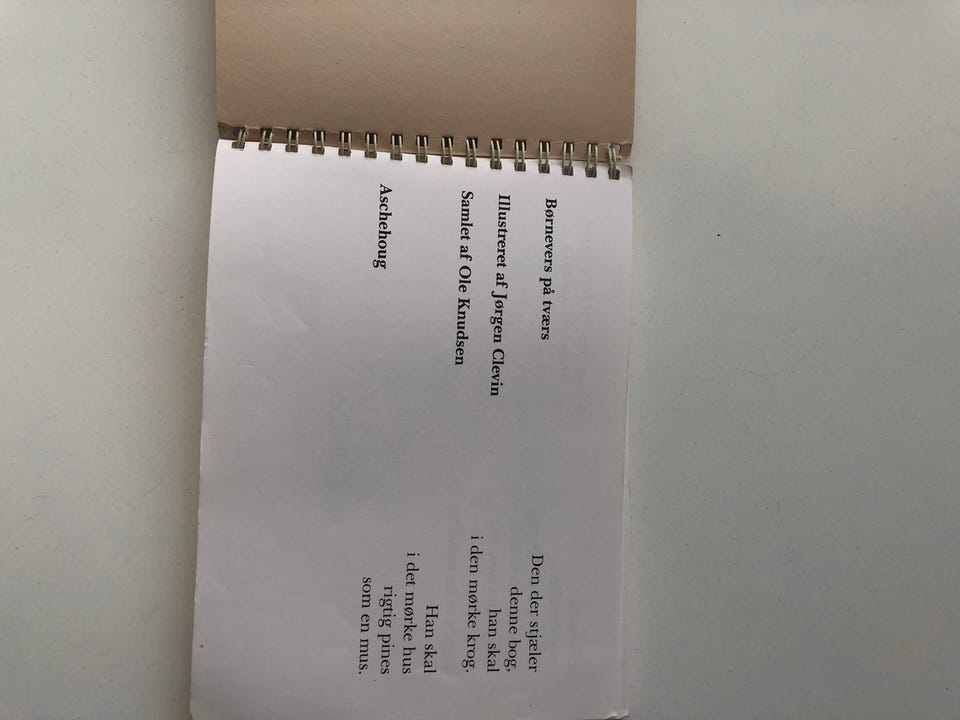 Børnevers på tværs
Illustreret af Jørgen Clevin
Samlet af Ole Knudsen
Aschehoug
Den der stjæler
denne bog,
han skal
i den mørke krog.
Han skal
i det mørke hus
rigtig pines
som en mus.